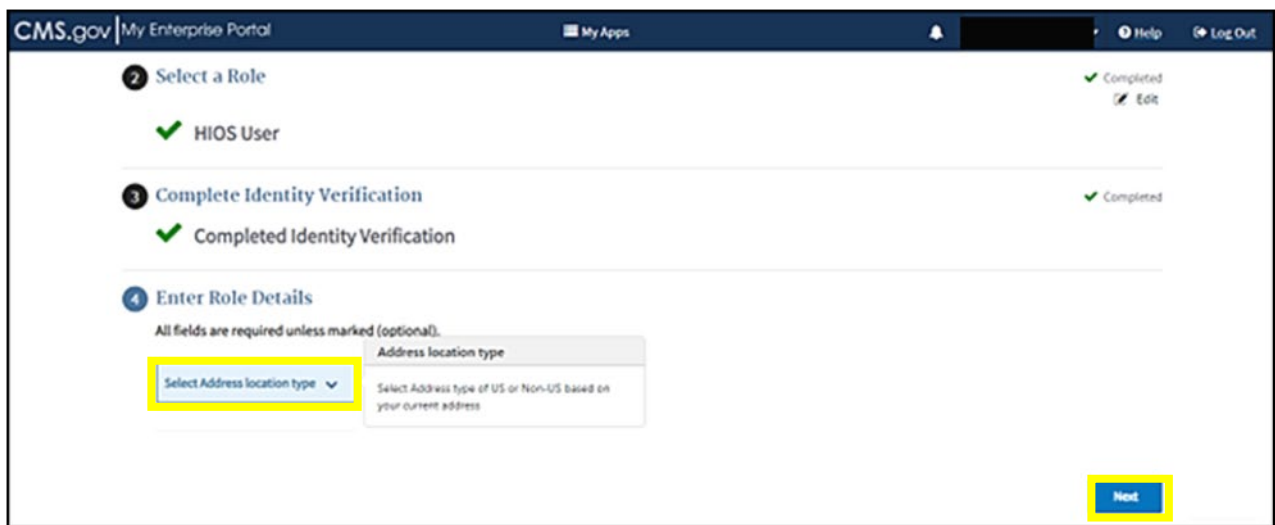 CMS.gov My Enterprise Portal
My Apps
Help
Log Out
2 Select a Role
Completed
Edit
HIOS User
3 Complete Identity Verification
Completed
Completed Identity Verification
4 Enter Role Details
All fields are required unless marked (optional).
Select Address location type
Address location type
Select Address type of US or Non-US based on
your current address
Next